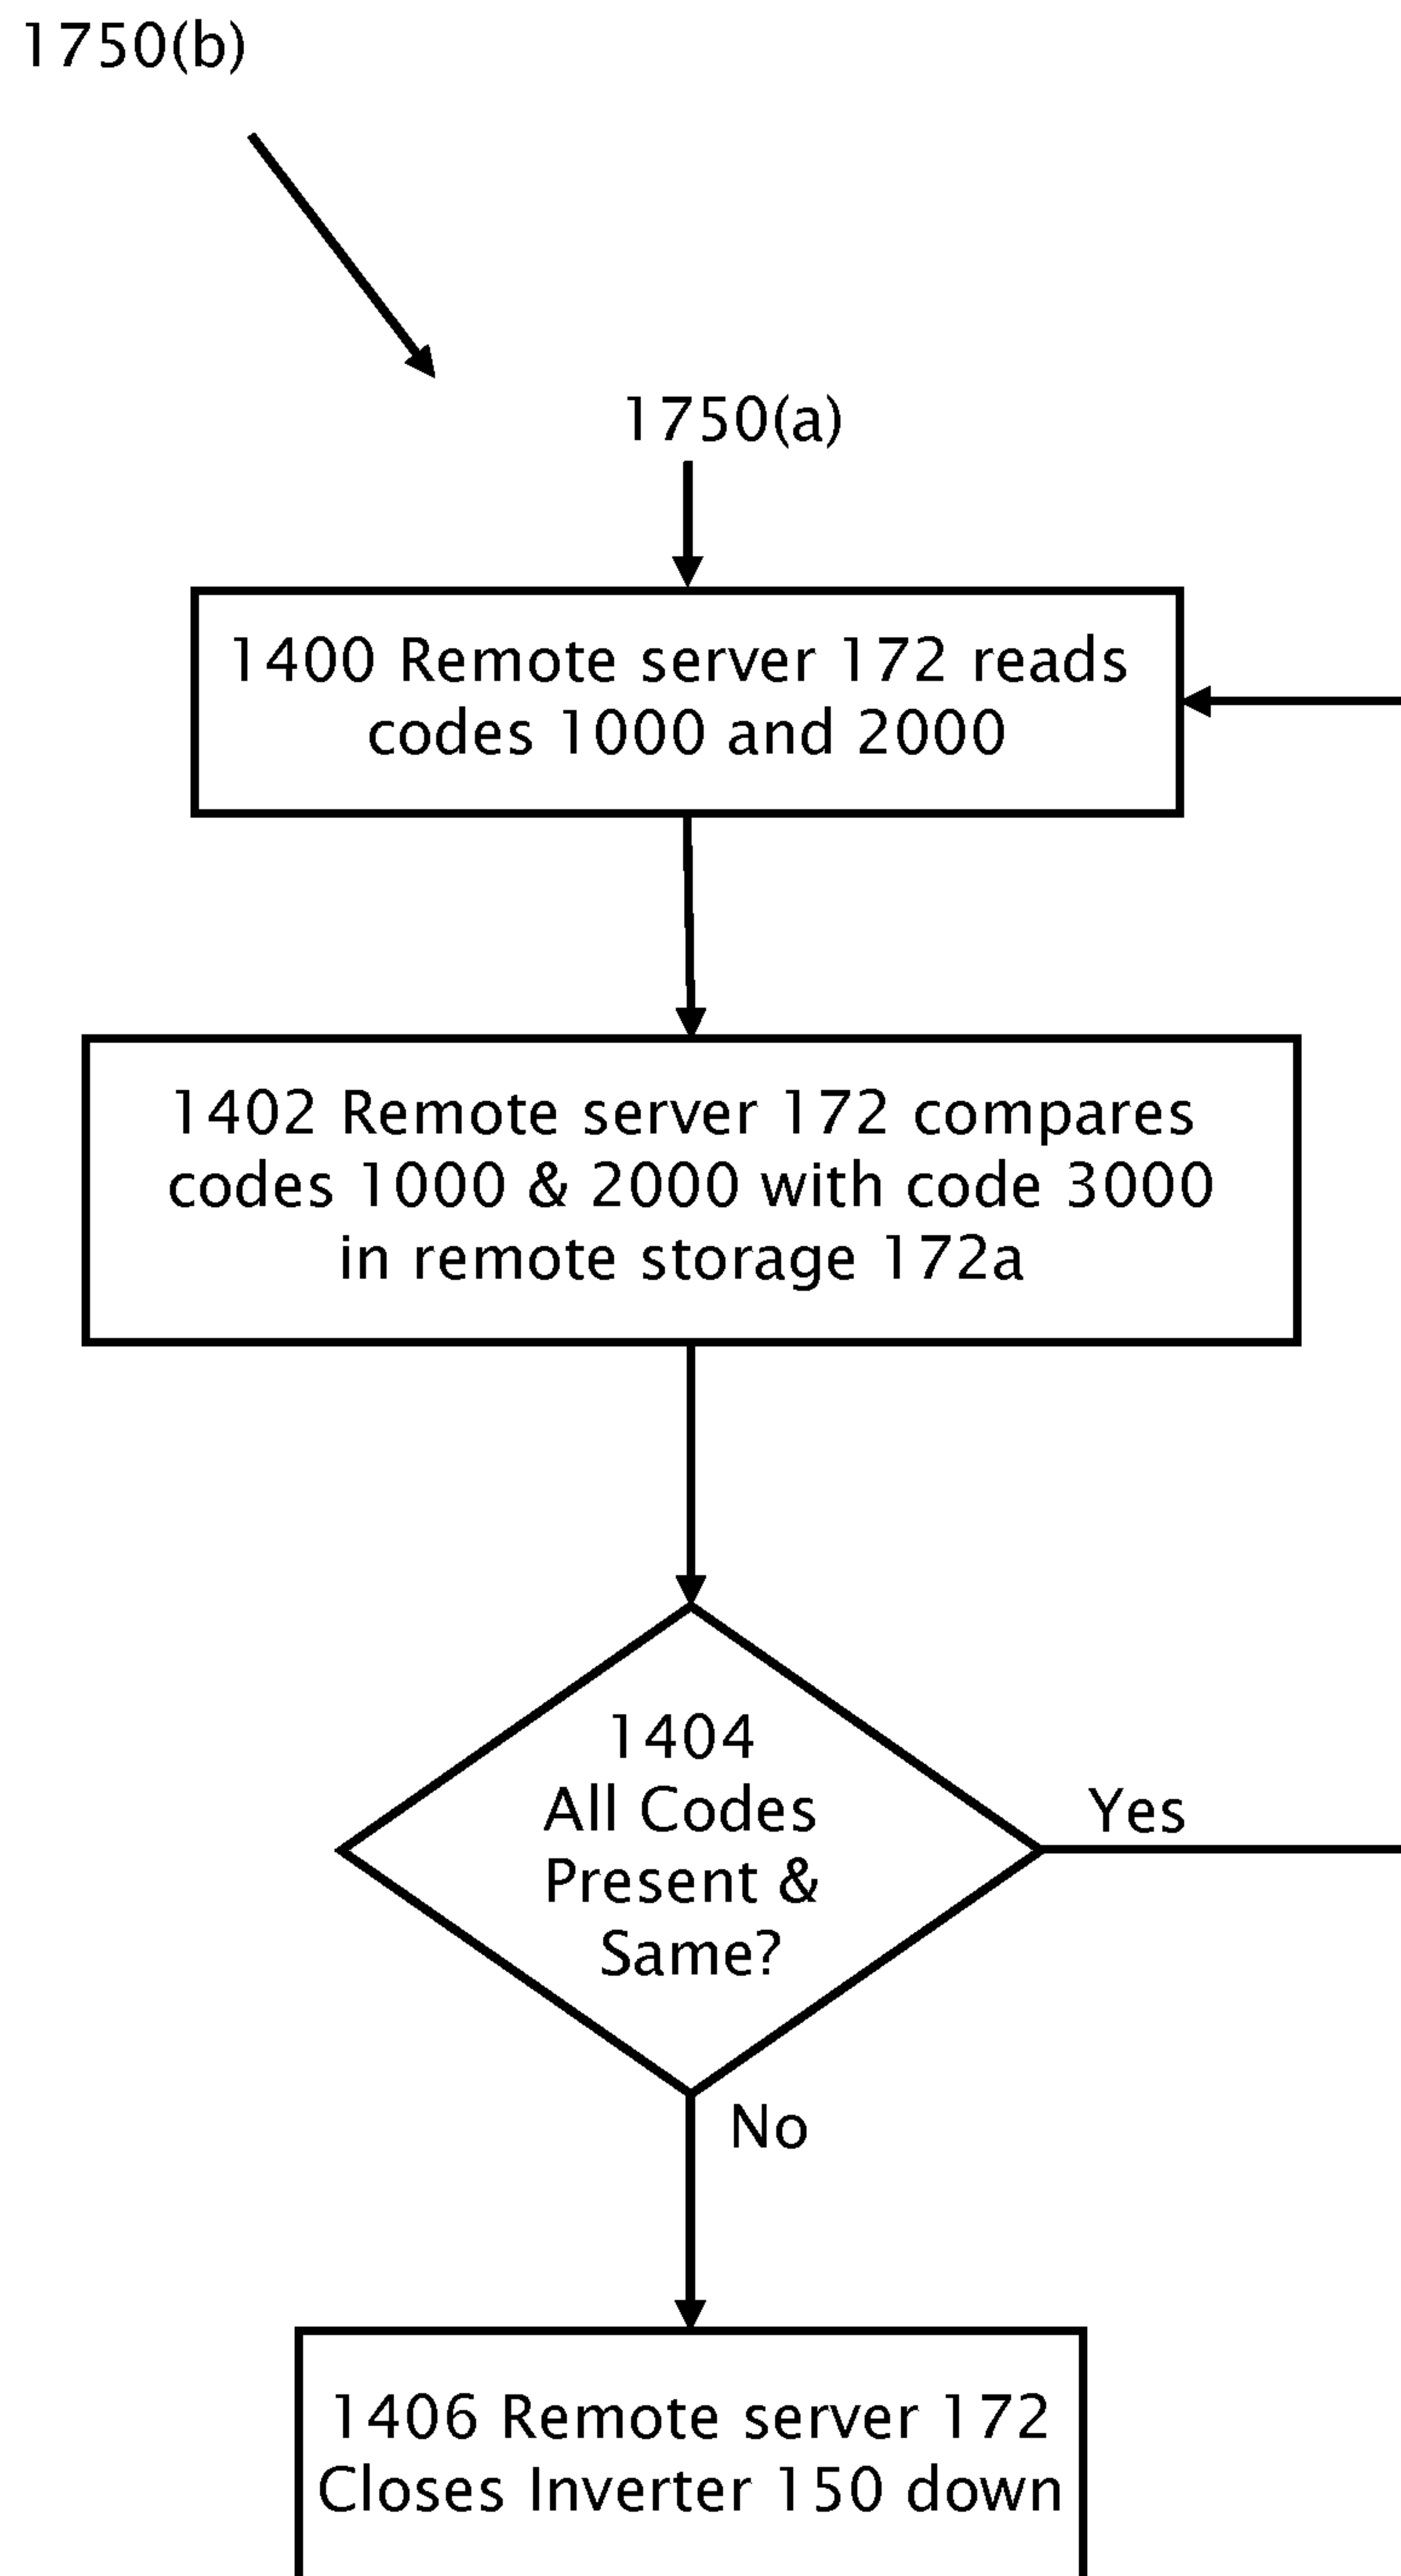 1750(b)
1750(a)
1400 Remote server 172 reads
codes 1000 and 2000
1402 Remote server 172 compares
codes 1000 & 2000 with code 3000
in remote storage 172a
1404
All Codes
Present &
Same?
Yes
No
1406 Remote server 172
Closes Inverter 150 down